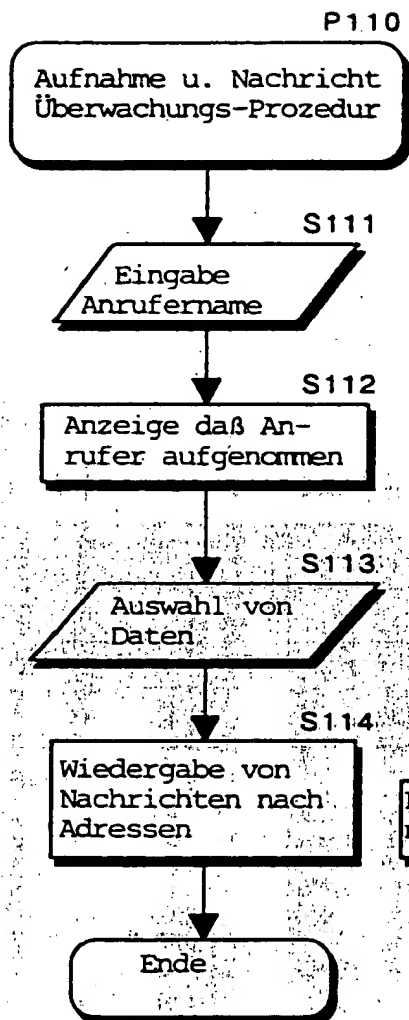 P110
Aufnahme u. Nachricht
Überwachungs-Prozedur
S111
Eingabe
Anrufername
S112
Anzeige daß An-
rufer aufgenommen
S113
Auswahl von
Daten
S114
Wiedergabe von
Nachrichten nach
Adressen
Ende